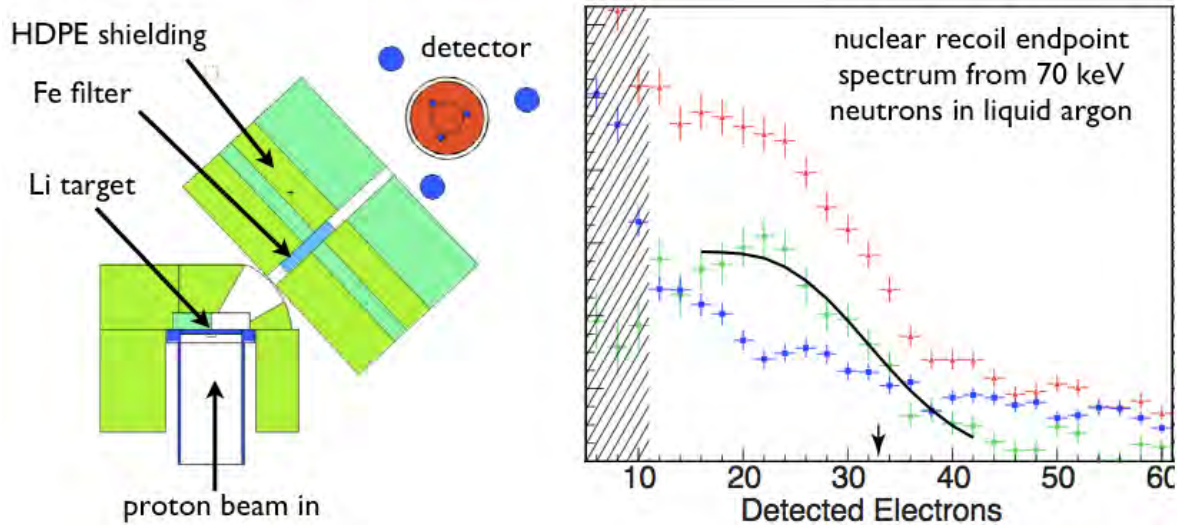 HDPE shielding
Fe filter
Li target
proton beam in
detector
nuclear recoil endpoint
spectrum from 70 keV
neutrons in liquid argon
10 20 30 40 50 60
Detected Electrons